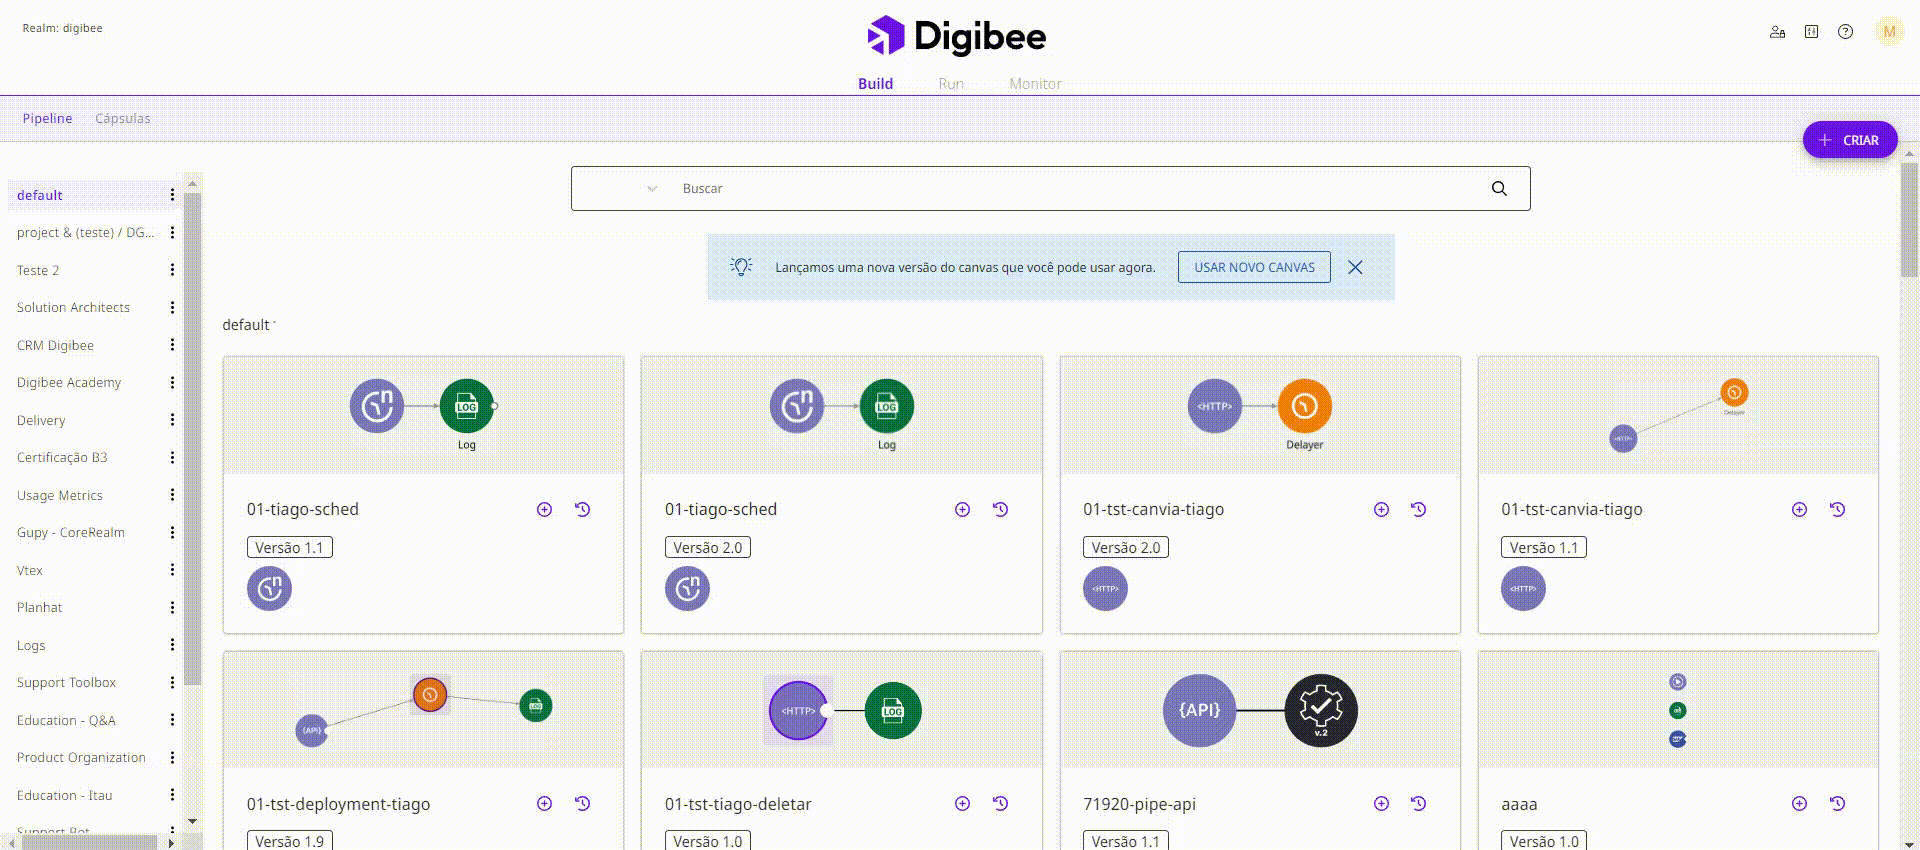 Realm: digibee
Digibee
M
Build
Run
Monitor
Pipeline
Cápsulas
CRIAR
default
project & (teste) / DG...
Teste 2
Solution Architects
CRM Digibee
Digibee Academy
Delivery
Certificação B3
Usage Metrics
Gupy - CoreRealm
Vtex
Planhat
Logs
Support Toolbox
Education - Q&A
Product Organization
Education - Itau
Support Bot
Buscar
Lançamos uma nova versão do canvas que você pode usar agora.
USAR NOVO CANVAS
default
n
LOG
Log
01-tiago-sched
Versão 1.1
n
n
LOG
Log
01-tiago-sched
Versão 2.0
n
<HTTP>
Delayer
01-tst-canvia-tiago
Versão 2.0
<HTTP>
<HTTP>
Delayer
01-tst-canvia-tiago
Versão 1.1
<HTTP>
{API}
LOG
01-tst-deployment-tiago
Versão 1.9
<HTTP>
LOG
01-tst-tiago-deletar
Versão 1.0
{API}
v.2
71920-pipe-api
Versão 1.1
aaaa
Versão 1.0